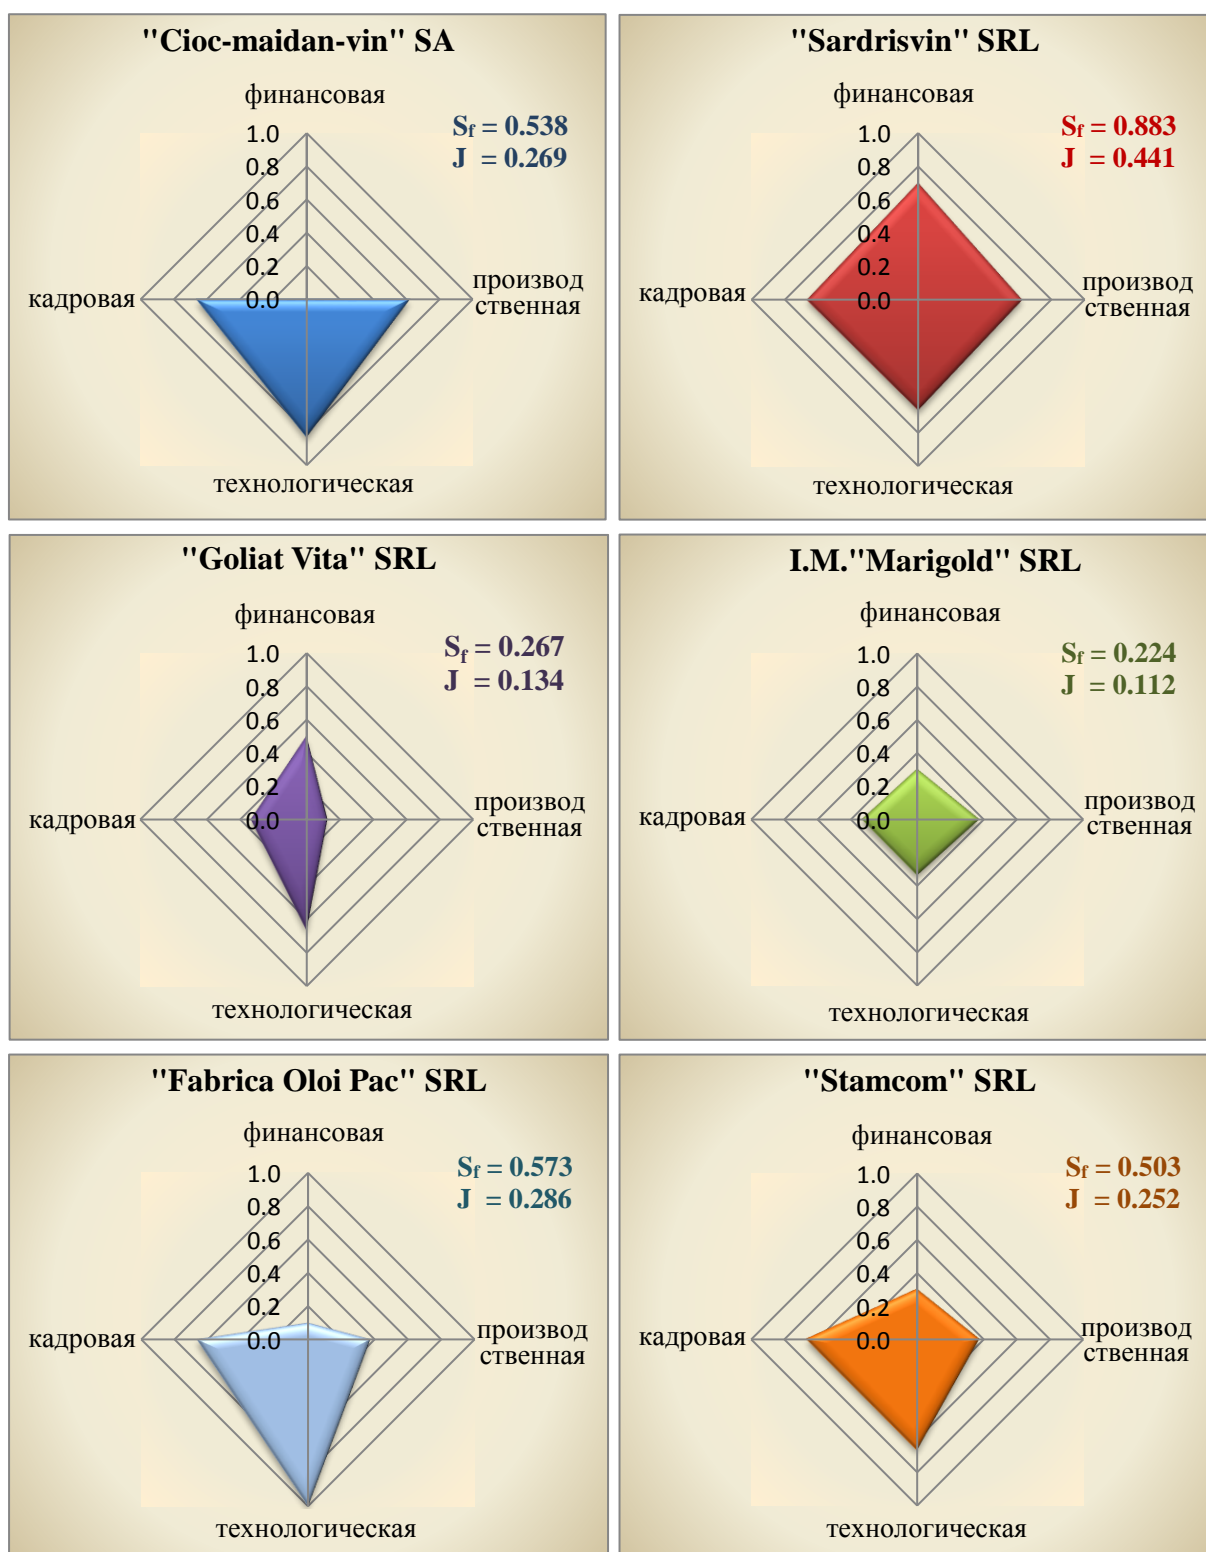 "Cioc-maidan-vin" SA
финансовая
S_f = 0.538
J = 0.269
1.0
0.8
0.6
0.4
0.2
0.0
кадровая
производ
ственная
технологическая
"Sardrisvin" SRL
финансовая
S_f = 0.883
J = 0.441
1.0
0.8
0.6
0.4
0.2
0.0
кадровая
производ
ственная
технологическая
"Goliat Vita" SRL
финансовая
S_f = 0.267
J = 0.134
1.0
0.8
0.6
0.4
0.2
0.0
кадровая
производ
ственная
технологическая
I.M."Marigold" SRL
финансовая
S_f = 0.224
J = 0.112
1.0
0.8
0.6
0.4
0.2
0.0
кадровая
производ
ственная
технологическая
"Fabrica Oloi Pac" SRL
финансовая
S_f = 0.573
J = 0.286
1.0
0.8
0.6
0.4
0.2
0.0
кадровая
производ
ственная
технологическая
"Stamcom" SRL
финансовая
S_f = 0.503
J = 0.252
1.0
0.8
0.6
0.4
0.2
0.0
кадровая
производ
ственная
технологическая